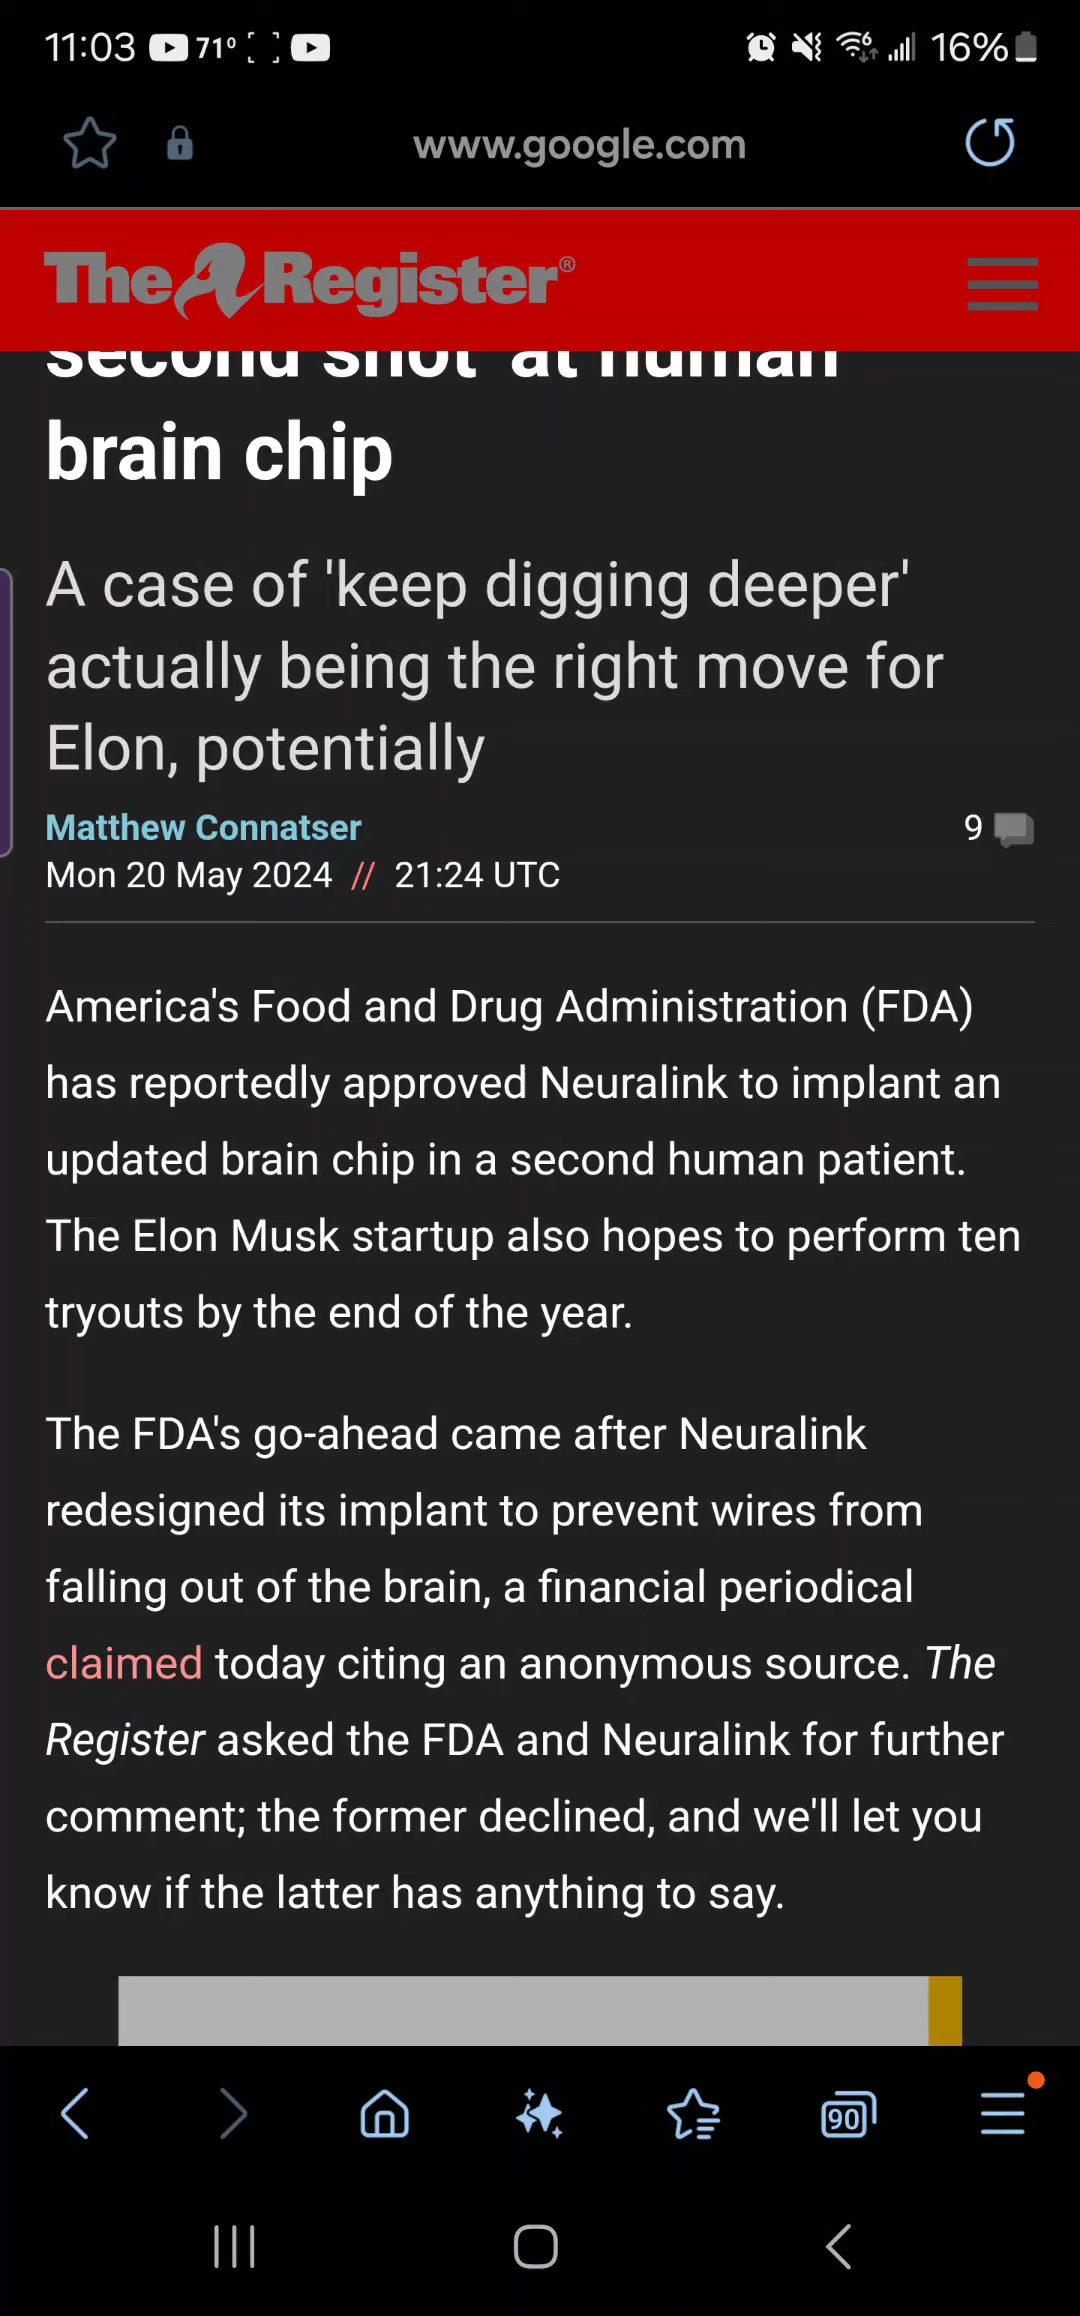 11:03 71° 16%
www.google.com
The Register®
second shot' at human
brain chip
A case of 'keep digging deeper'
actually being the right move for
Elon, potentially
Matthew Connatser 9
Mon 20 May 2024 // 21:24 UTC
America's Food and Drug Administration (FDA)
has reportedly approved Neuralink to implant an
updated brain chip in a second human patient.
The Elon Musk startup also hopes to perform ten
tryouts by the end of the year.
The FDA's go-ahead came after Neuralink
redesigned its implant to prevent wires from
falling out of the brain, a financial periodical
claimed today citing an anonymous source. The
Register asked the FDA and Neuralink for further
comment; the former declined, and we'll let you
know if the latter has anything to say.
90